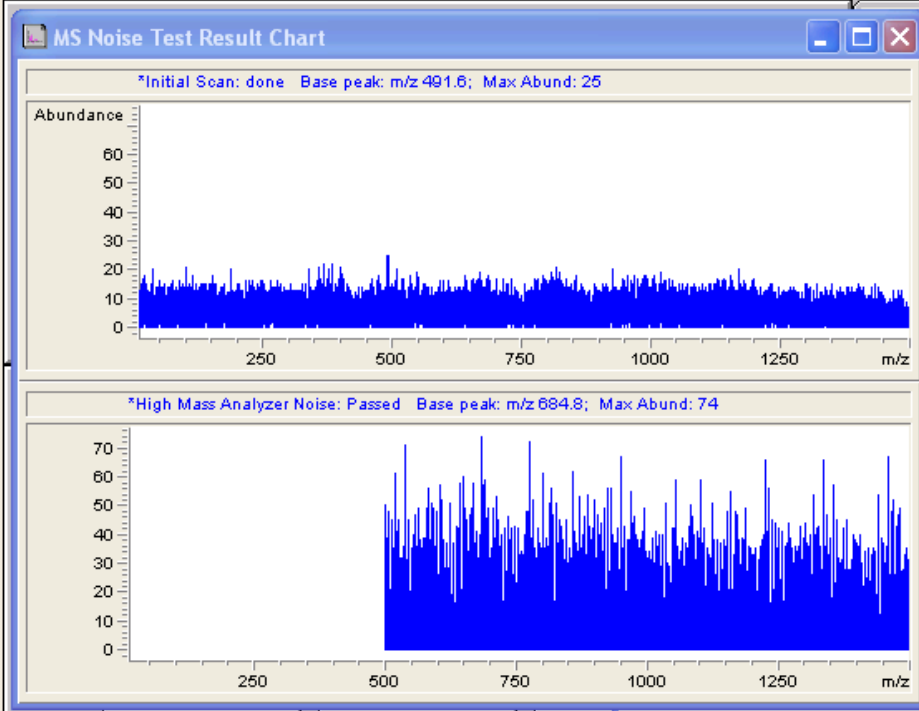 MS Noise Test Result Chart
*Initial Scan: done Base peak: m/z 491.6; Max Abund: 25
Abundance
60
50
40
30
20
10
0
250 500 750 1000 1250 m/z
*High Mass Analyzer Noise: Passed Base peak: m/z 684.8; Max Abund: 74
70
60
50
40
30
20
10
0
250 500 750 1000 1250 m/z